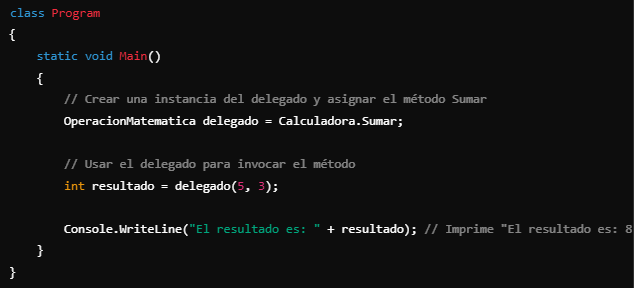 class Program
{
    static void Main()
    {
        // Crear una instancia del delegado y asignar el método Sumar
        OperacionMatematica delegado = Calculadora.Sumar;

        // Usar el delegado para invocar el método
        int resultado = delegado(5, 3);

        Console.WriteLine("El resultado es: " + resultado); // Imprime "El resultado es: 8
    }
}